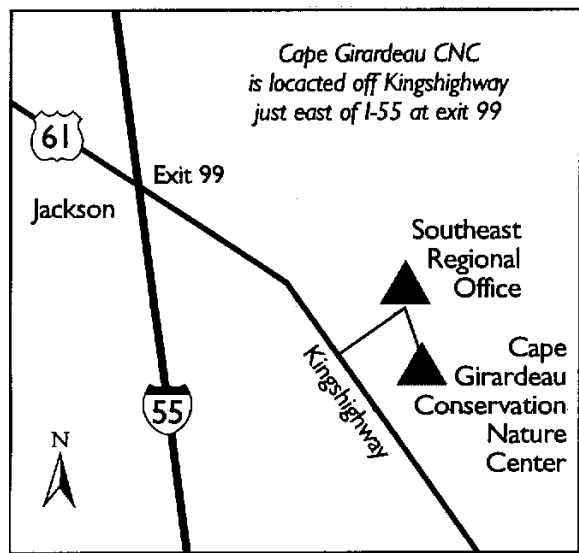 Cape Girardeau CNC
is locacted off Kingshighway
just east of I-55 at exit 99
61
Exit 99
Jackson
Southeast
Regional
Office
Kingshighway
Cape
Girardeau
Conservation
Nature
Center
55
N